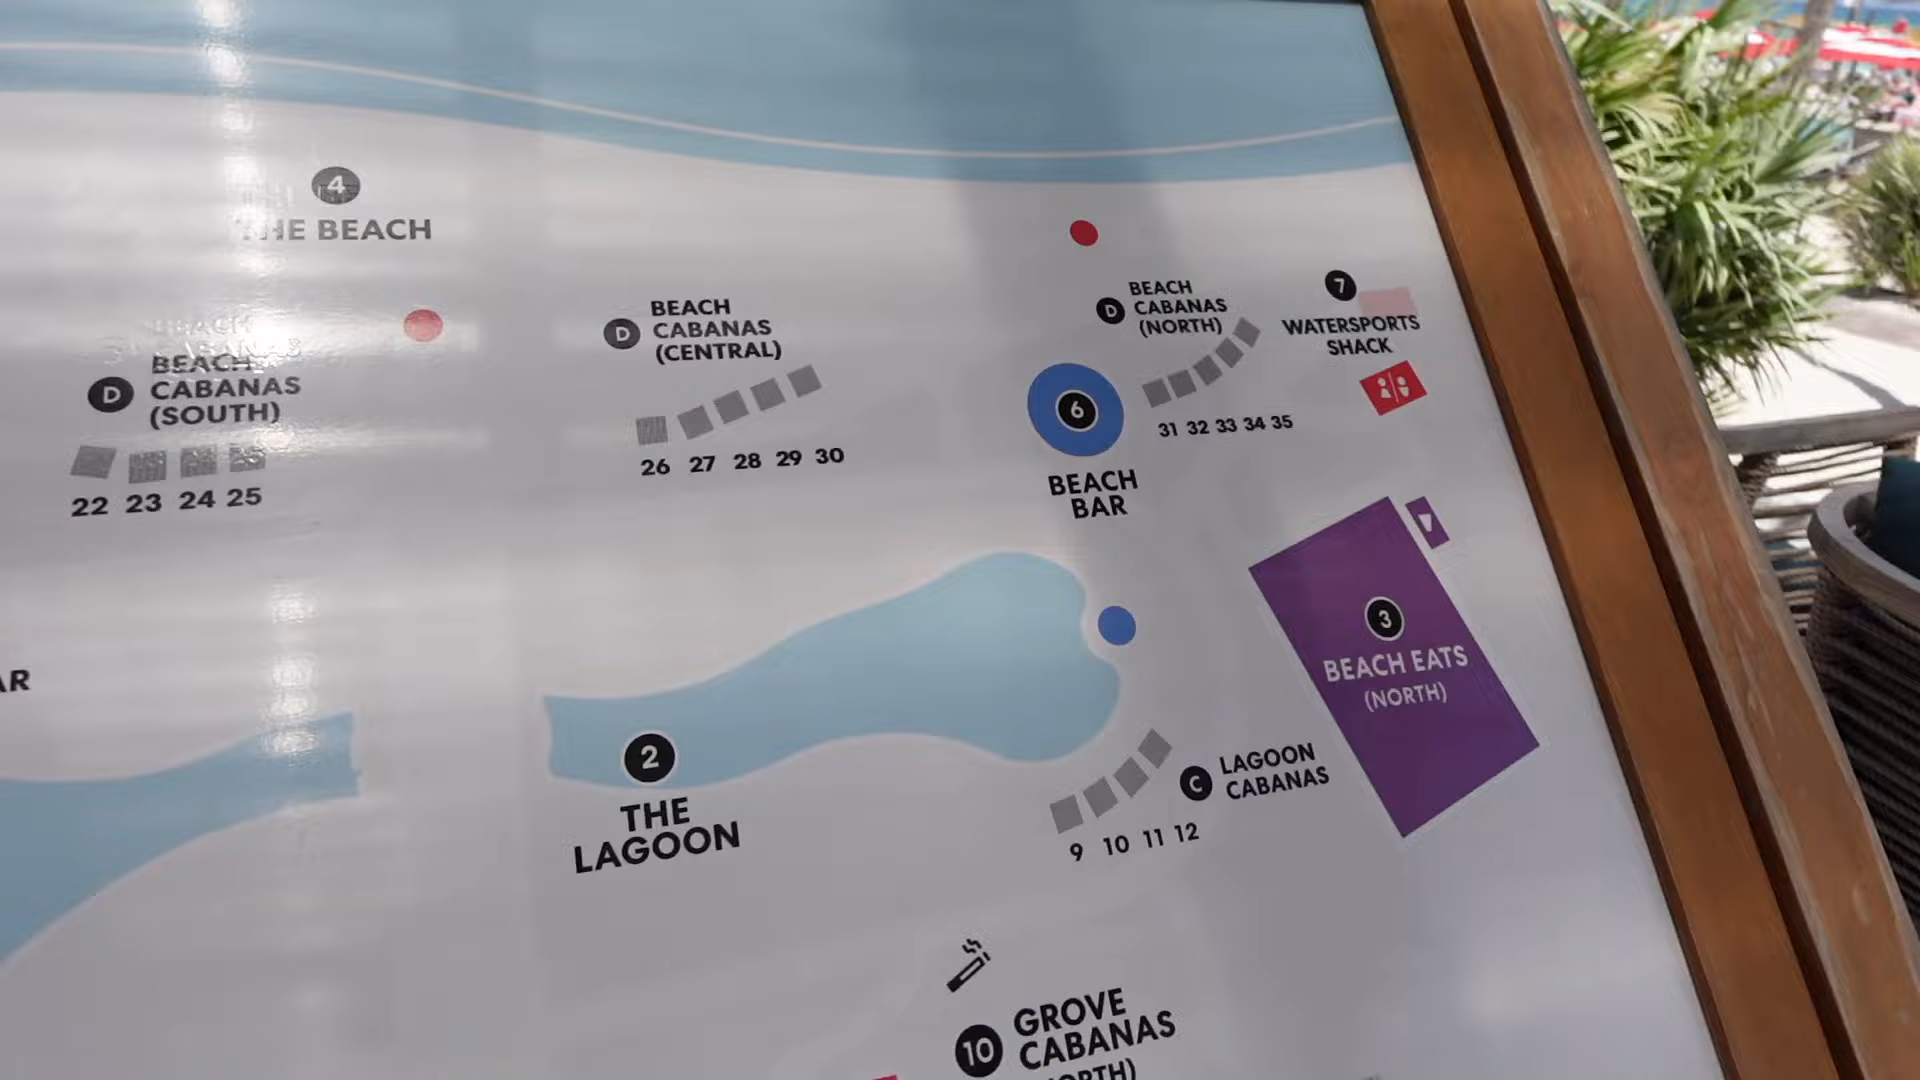 4
THE BEACH
D
BEACH
CABANAS
(SOUTH)
22 23 24 25
D
BEACH
CABANAS
(CENTRAL)
26 27 28 29 30
D
BEACH
CABANAS
(NORTH)
31 32 33 34 35
7
WATERSPORTS
SHACK
6
BEACH
BAR
3
BEACH EATS
(NORTH)
AR
2
THE
LAGOON
C
LAGOON
CABANAS
9 10 11 12
10
GROVE
CABANAS